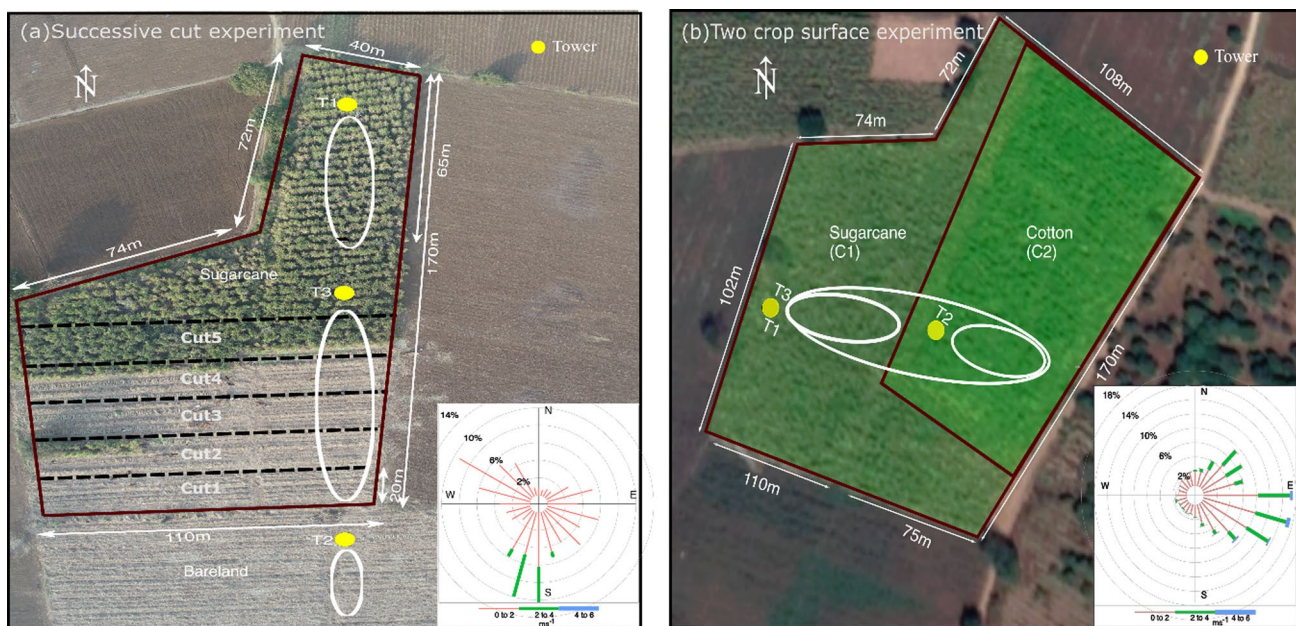 (a)Successive cut experiment
Tower
N
40m
T1
72m
65m
170m
74m
Sugarcane
T3
Cut5
Cut4
Cut3
Cut2
Cut1
20m
110m
T2
Bareland
14%
10%
6%
2%
N
W
E
S
0 to 2
2 to 4
4 to 6
ms⁻¹
(b)Two crop surface experiment
Tower
N
72m
108m
74m
Sugarcane
(C1)
Cotton
(C2)
102m
T3
T1
T2
170m
110m
75m
18%
14%
10%
6%
2%
N
W
E
S
0 to 2
2 to 4
4 to 6
ms⁻¹